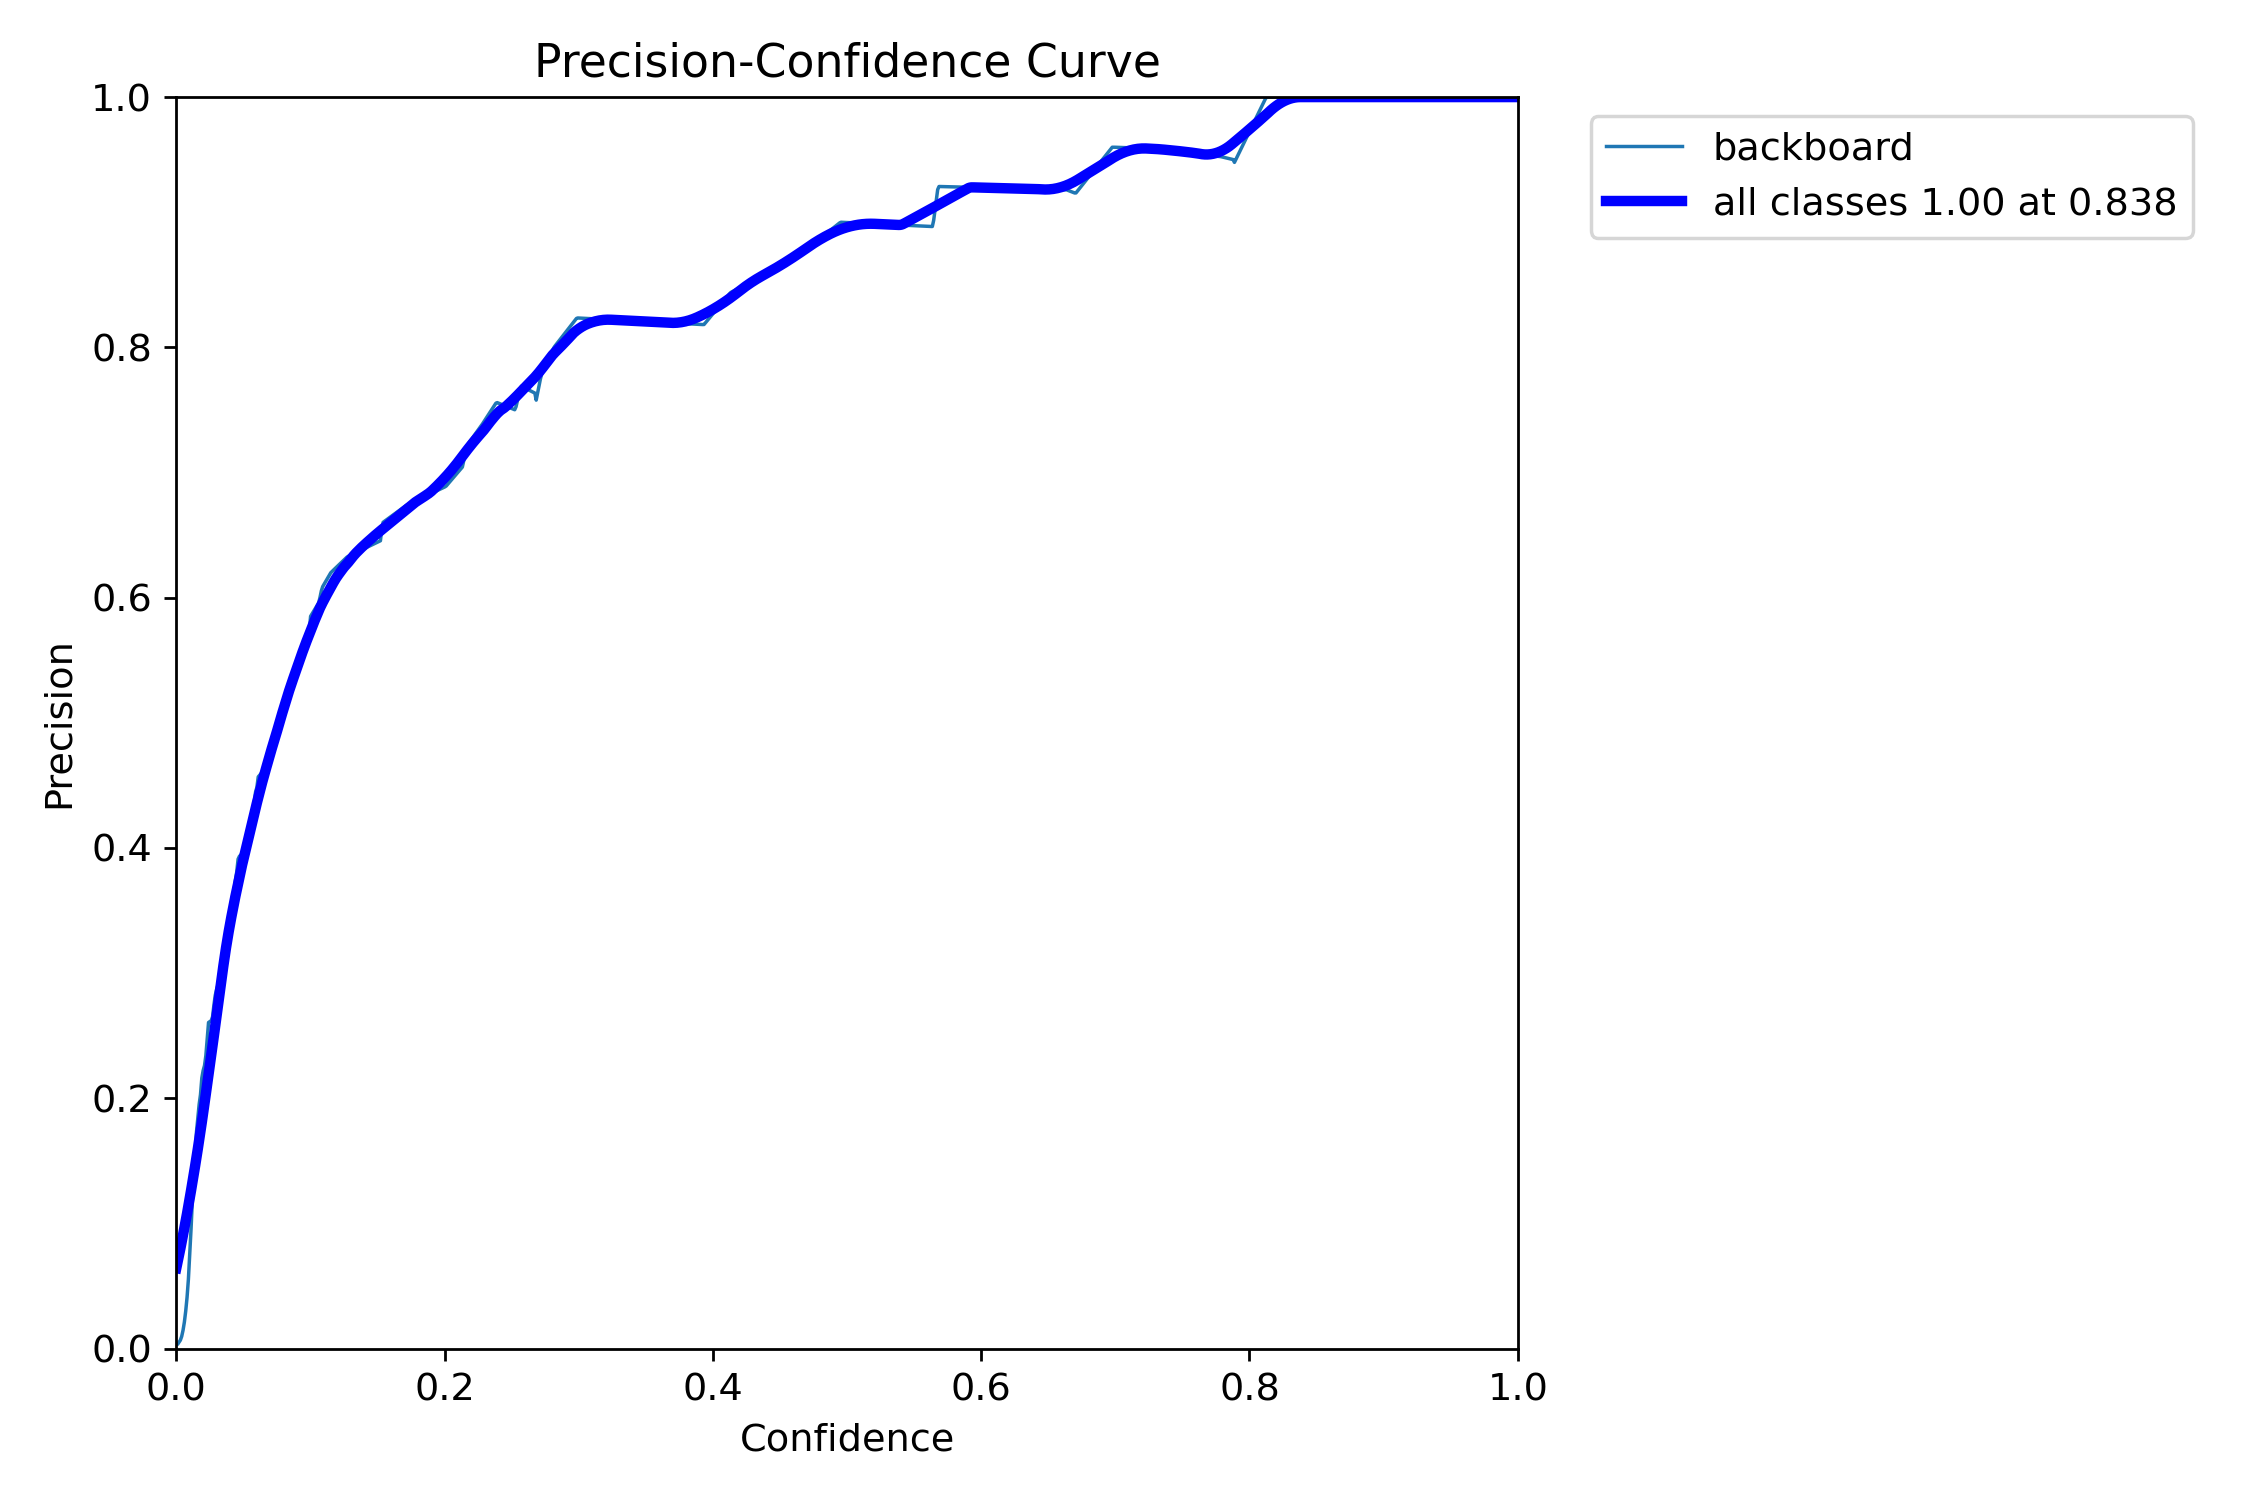 Precision-Confidence Curve
1.0
0.8
0.6
0.4
0.2
0.0
Precision
0.0 0.2 0.4 0.6 0.8 1.0
Confidence
backboard
all classes 1.00 at 0.838